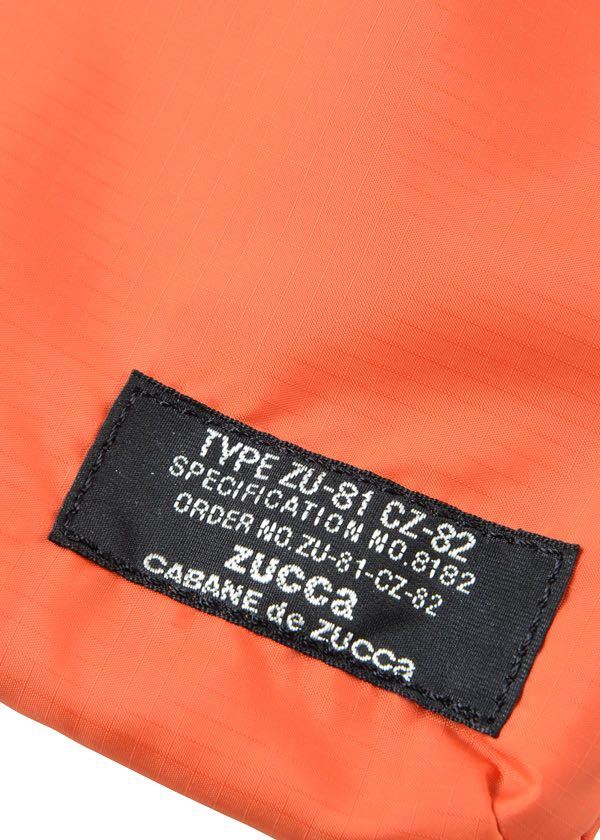 TYPE ZU-81 CZ-82
SPECIFICATION NO. 8182
ORDER NO. ZU-81-CZ-82
ZUCCa
CABANE de ZUCCa